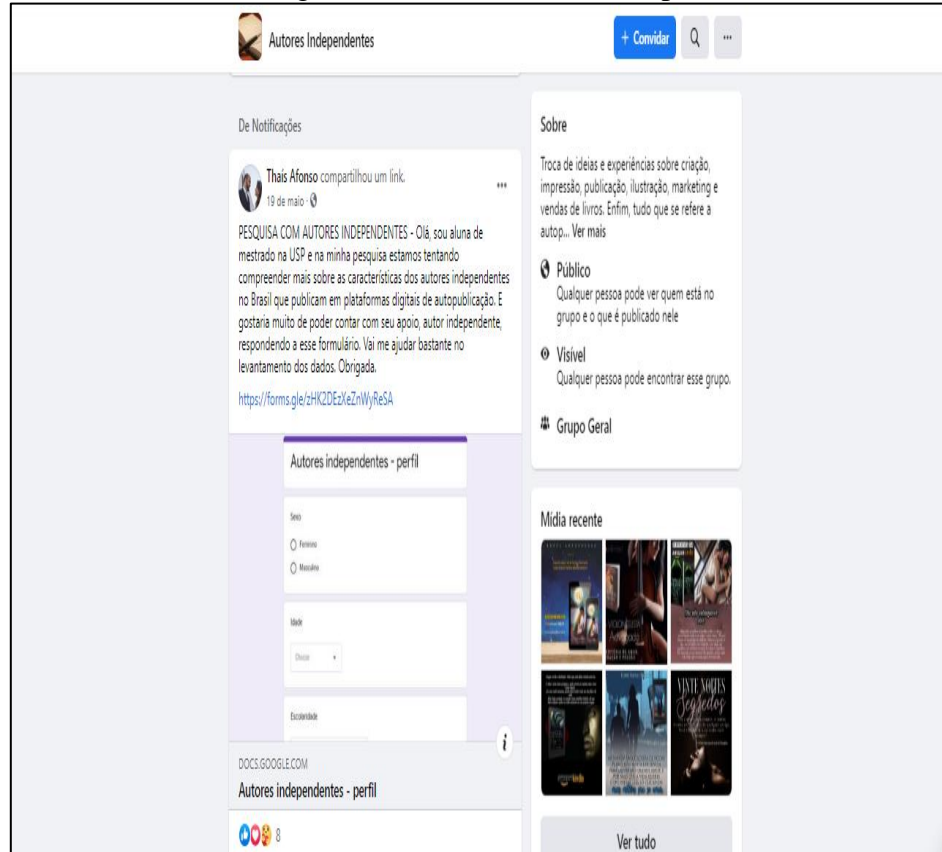 Autores Independentes
+ Convidar
De Notificações
Thaís Afonso compartilhou um link.
19 de maio ·
PESQUISA COM AUTORES INDEPENDENTES - Olá, sou aluna de
mestrado na USP e na minha pesquisa estamos tentando
compreender mais sobre as características dos autores independentes
no Brasil que publicam em plataformas digitais de autopublicação. E
gostaria muito de poder contar com seu apoio, autor independente,
respondendo a esse formulário. Vai me ajudar bastante no
levantamento dos dados. Obrigada.
https://forms.gle/zHK2DEzXeZnWyReSA
Autores independentes - perfil
Sexo
Feminino
Masculino
Idade
Escolher
Escolaridade
DOCS.GOOGLE.COM
Autores independentes - perfil
8
Sobre
Troca de ideias e experiências sobre criação,
impressão, publicação, ilustração, marketing e
vendas de livros. Enfim, tudo que se refere a
autop... Ver mais
Público
Qualquer pessoa pode ver quem está no
grupo e o que é publicado nele
Visível
Qualquer pessoa pode encontrar esse grupo.
Grupo Geral
Mídia recente
VISTE NOITES
Segredos
Ver tudo